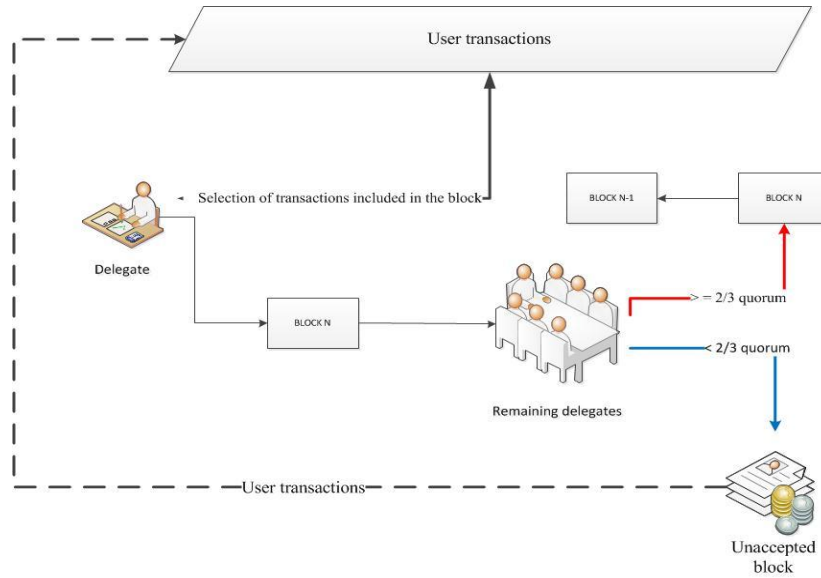 User transactions
Selection of transactions included in the block
BLOCK N-1
BLOCK N
Delegate
BLOCK N
> = 2/3 quorum
< 2/3 quorum
Remaining delegates
User transactions
Unaccepted
block